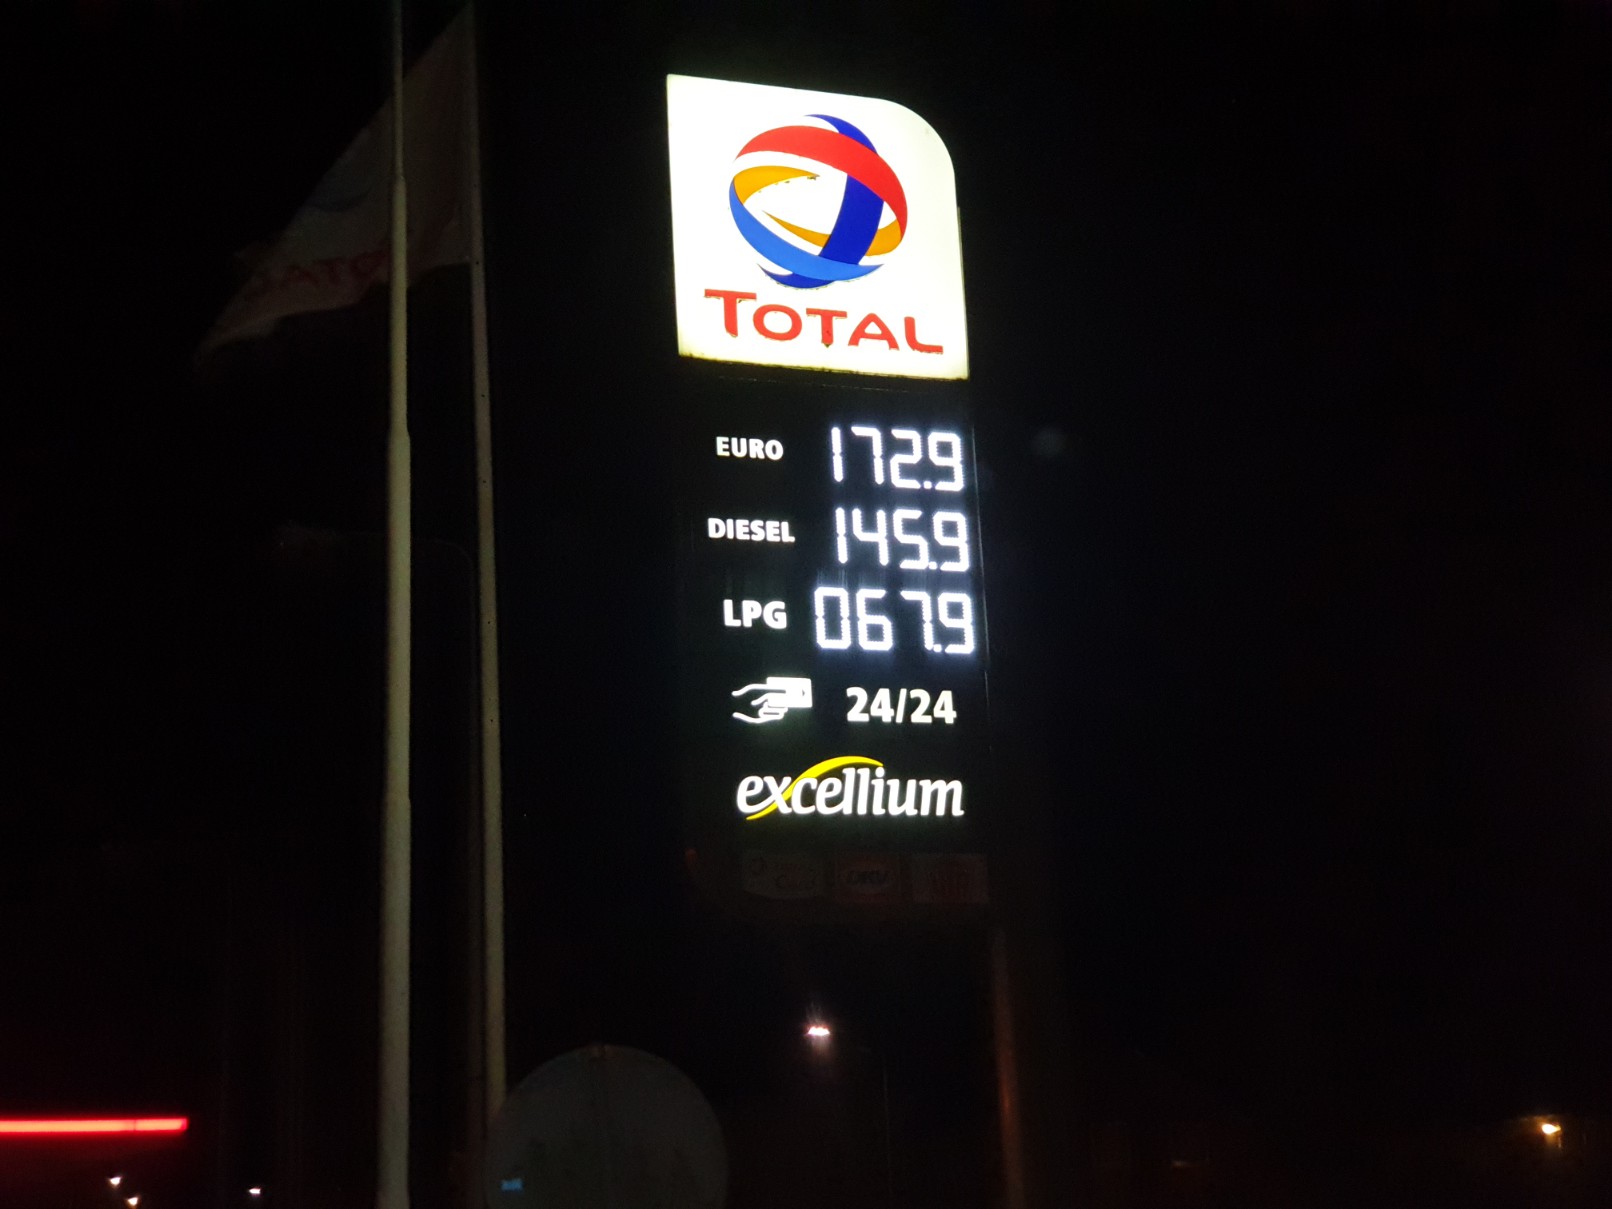 TOTAL
EURO 172.9
DIESEL 145.9
LPG 067.9
24/24
excellium